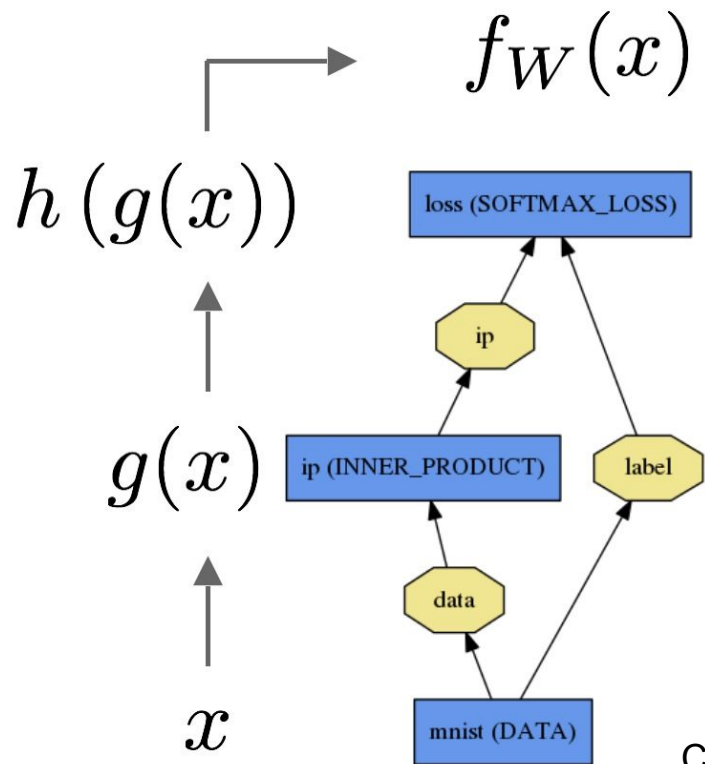 f_W(x)
h (g(x))
loss (SOFTMAX_LOSS)
ip
g(x)
ip (INNER_PRODUCT)
label
data
x
mnist (DATA)